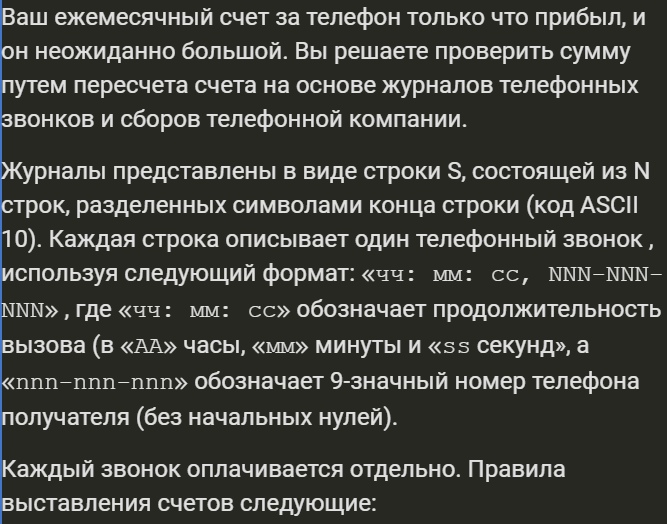 Ваш ежемесячный счет за телефон только что прибыл, и
он неожиданно большой. Вы решаете проверить сумму
путем пересчета счета на основе журналов телефонных
звонков и сборов телефонной компании.
Журналы представлены в виде строки S, состоящей из N
строк, разделенных символами конца строки (код ASCII
10). Каждая строка описывает один телефонный звонок ,
используя следующий формат: «чч: мм: сс, NNN-NNN-
NNN» , где «чч: мм: сс» обозначает продолжительность
вызова (в «AA» часы, «мм» минуты и «ss секунд», а
«nnn-nnn-nnn» обозначает 9-значный номер телефона
получателя (без начальных нулей).
Каждый звонок оплачивается отдельно. Правила
выставления счетов следующие: